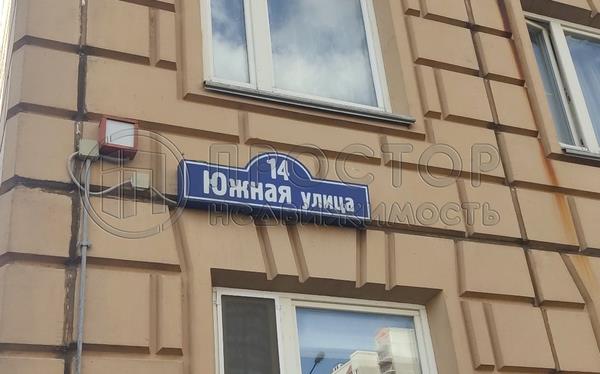 14
Южная улица
ПРОСТОР
НЕДВИЖИМОСТЬ